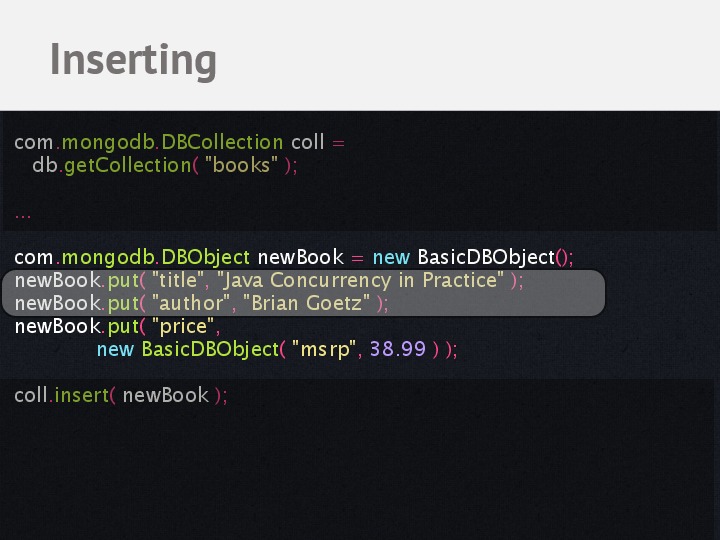 Inserting
com.mongodb.DBCollection coll =
db.getCollection( "books" );
...
com.mongodb.DBObject newBook = new BasicDBObject();
newBook.put( "title", "Java Concurrency in Practice" );
newBook.put( "author", "Brian Goetz" );
newBook.put( "price",
new BasicDBObject( "msrp", 38.99 ) );
coll.insert( newBook );